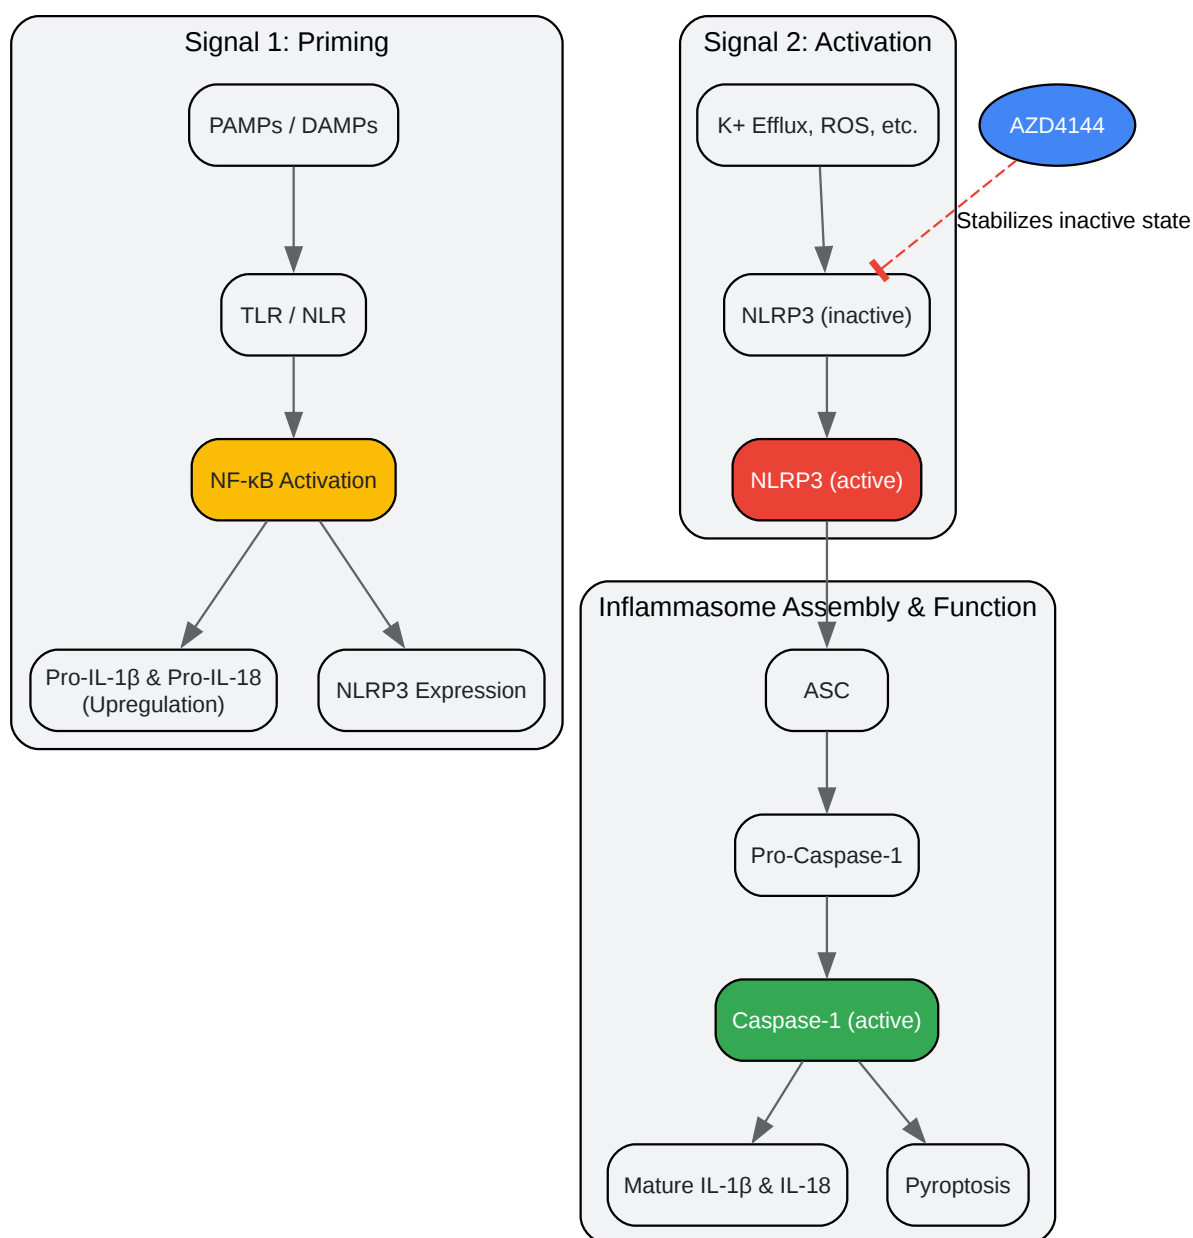 Signal 1: Priming
PAMPs / DAMPs
TLR / NLR
NF-κB Activation
Pro-IL-1β & Pro-IL-18
(Upregulation)
NLRP3 Expression
Signal 2: Activation
K+ Efflux, ROS, etc.
AZD4144
Stabilizes inactive state
NLRP3 (inactive)
NLRP3 (active)
Inflammasome Assembly & Function
ASC
Pro-Caspase-1
Caspase-1 (active)
Mature IL-1β & IL-18
Pyroptosis